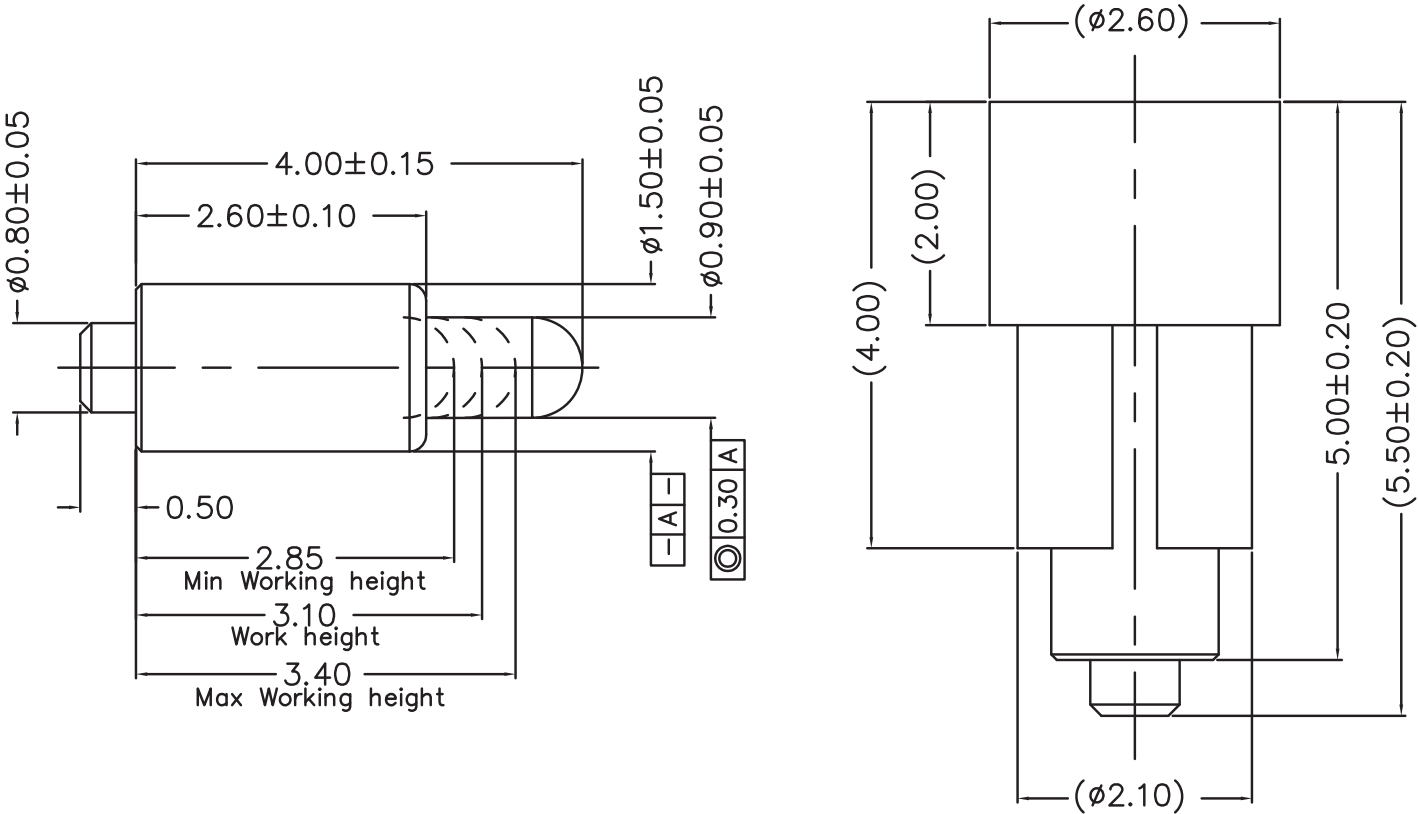 ø0.80±0.05
4.00±0.15
2.60±0.10
ø1.50±0.05
ø0.90±0.05
0.50
2.85
Min Working height
3.10
Work height
3.40
Max Working height
– A –
◎ 0.30 A
(ø2.60)
(4.00)
(2.00)
5.00±0.20
(5.50±0.20)
(ø2.10)